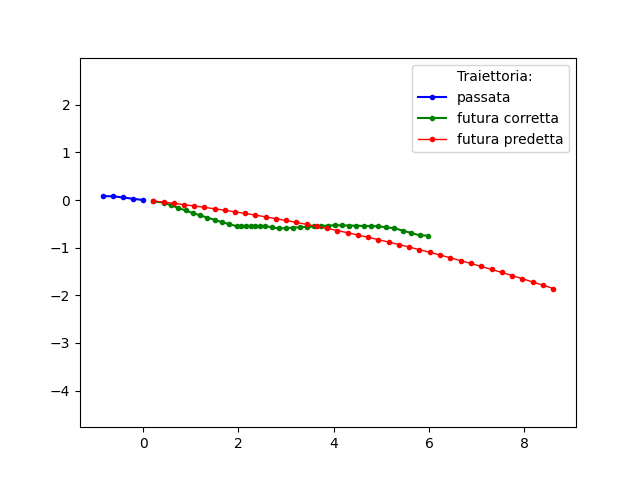 Traiettoria:
passata
futura corretta
futura predetta
2
1
0
−1
−2
−3
−4
0 2 4 6 8